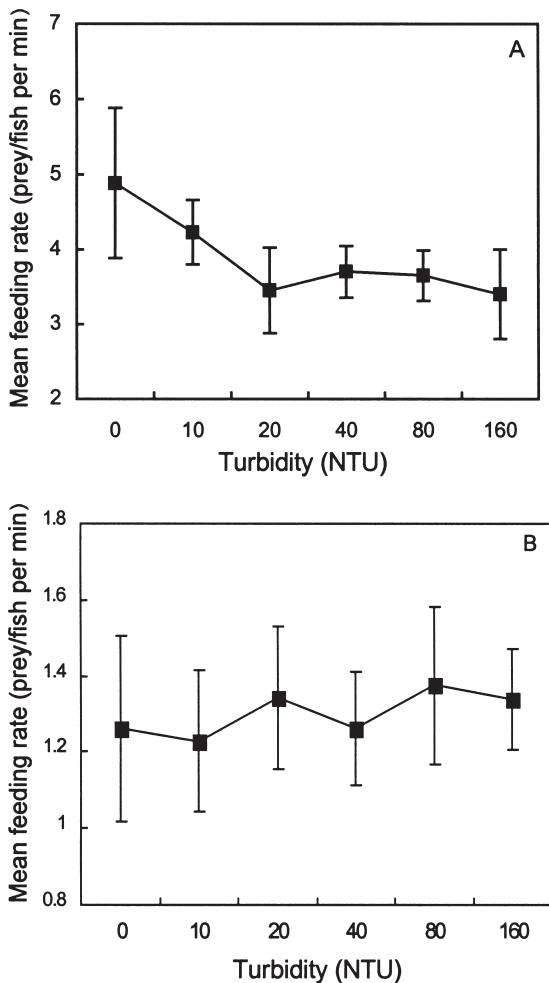 Mean feeding rate (prey/fish per min)
7
6
5
4
3
2
A
0 10 20 40 80 160
Turbidity (NTU)
Mean feeding rate (prey/fish per min)
1.8
1.6
1.4
1.2
1
0.8
B
0 10 20 40 80 160
Turbidity (NTU)